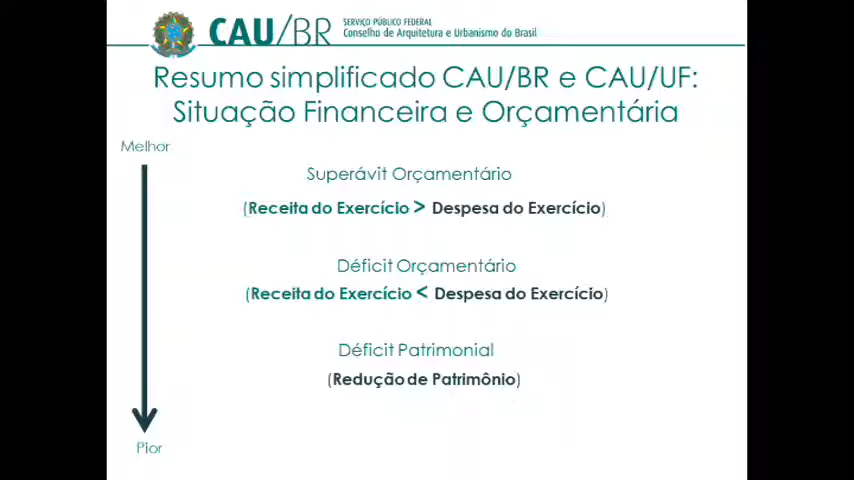 CAU/BR
SERVIÇO PÚBLICO FEDERAL
Conselho de Arquitetura e Urbanismo do Brasil
Resumo simplificado CAU/BR e CAU/UF:
Situação Financeira e Orçamentária
Melhor
Superávit Orçamentário
(Receita do Exercício > Despesa do Exercício)
Déficit Orçamentário
(Receita do Exercício < Despesa do Exercício)
Déficit Patrimonial
(Redução de Patrimônio)
Pior